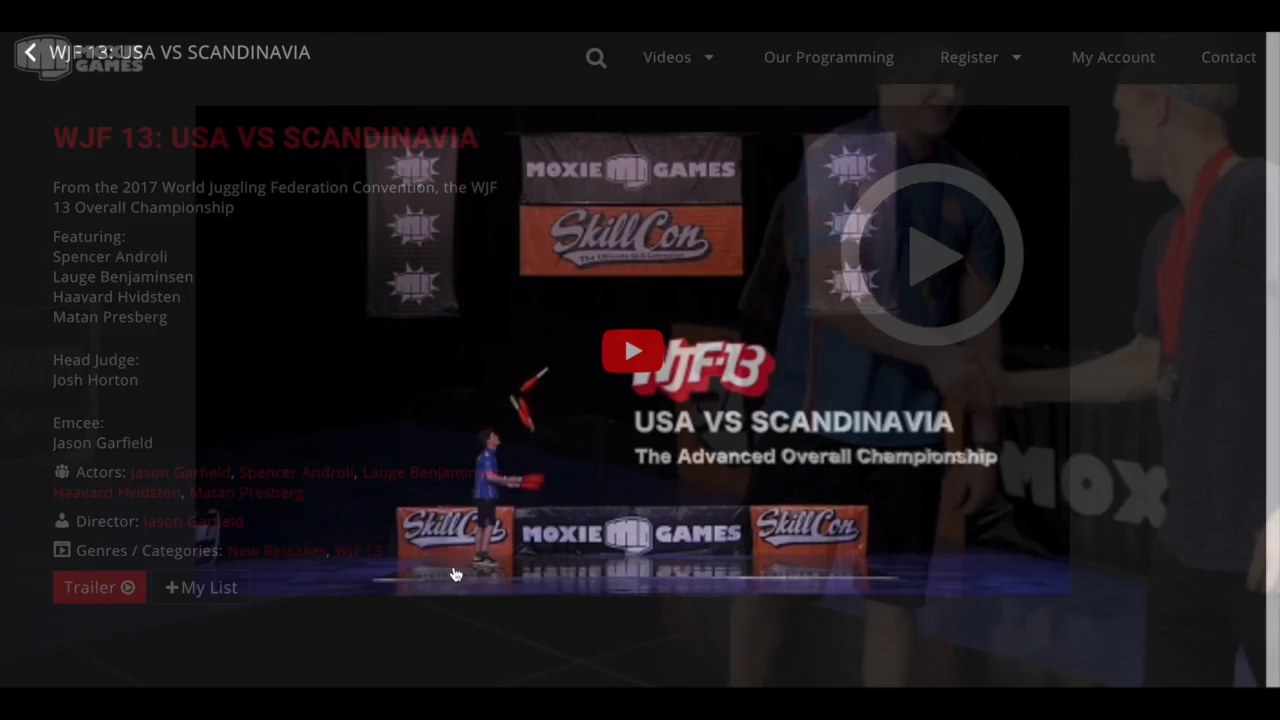 WJF 13: USA VS SCANDINAVIA
MOXIE
GAMES
Videos
Our Programming
Register
My Account
Contact
WJF 13: USA VS SCANDINAVIA
From the 2017 World Juggling Federation Convention, the WJF
13 Overall Championship
Featuring:
Spencer Androli
Lauge Benjaminsen
Haavard Hvidsten
Matan Presberg
Head Judge:
Josh Horton
Emcee:
Jason Garfield
Actors: Jason Garfield, Spencer Androli, Lauge Benjaminsen,
Haavard Hvidsten, Matan Presberg
Director: Jason Garfield
Genres / Categories: New Releases, WJF 13
Trailer
+My List
MOXIE GAMES
SkillCon
The Ultimate Skill Convention
WJF-13
USA VS SCANDINAVIA
The Advanced Overall Championship
SkillCon
MOXIE GAMES
SkillCon
MOX